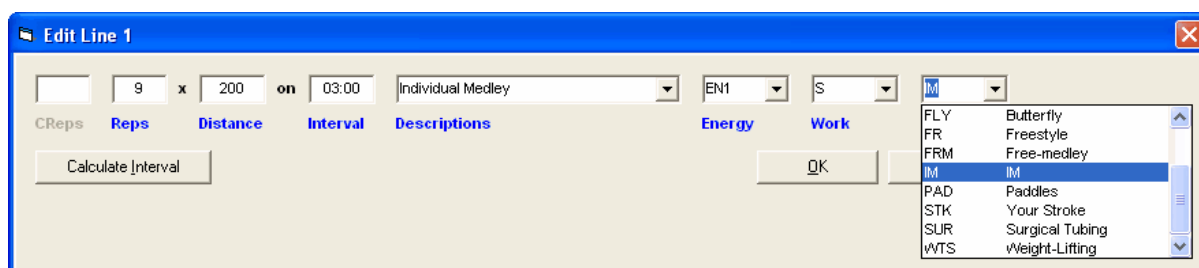 Edit Line 1
9 x 200 on 03:00 Individual Medley EN1 S IM
CReps Reps Distance Interval Descriptions Energy Work
Calculate Interval OK
FLY Butterfly
FR Freestyle
FRM Free-medley
IM IM
PAD Paddles
STK Your Stroke
SUR Surgical Tubing
WTS Weight-Lifting